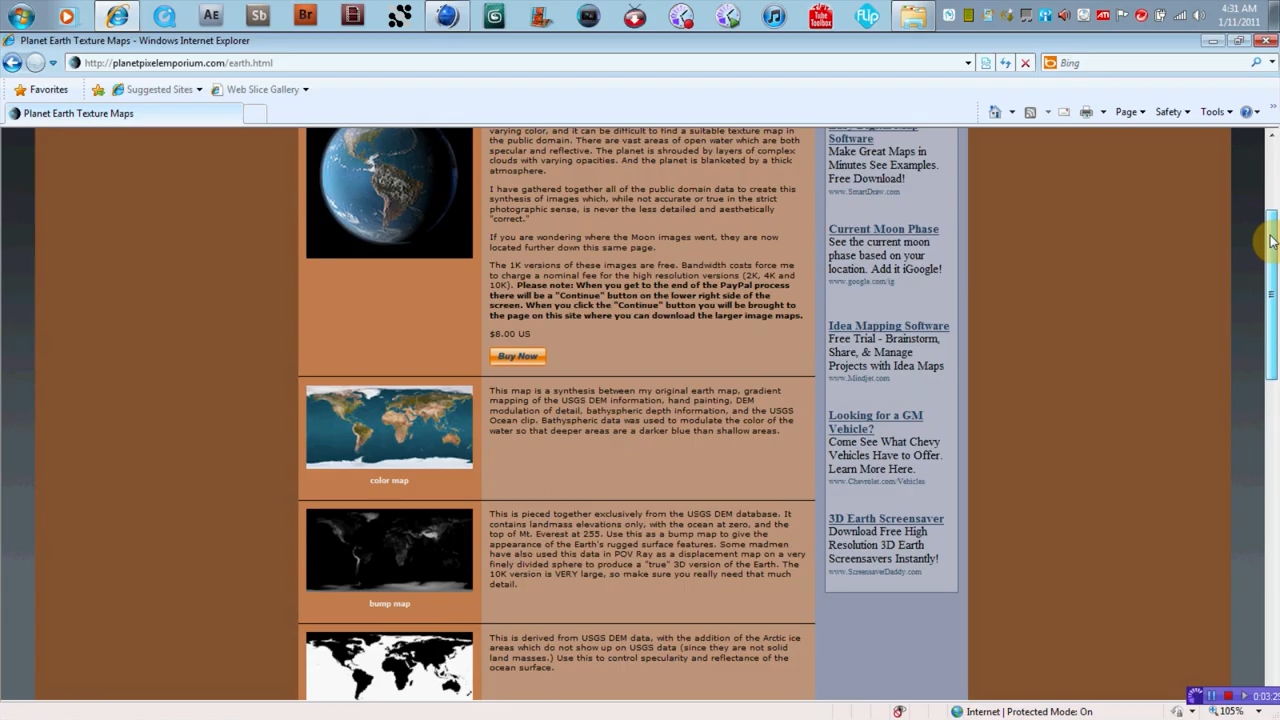 4:31 AM
1/11/2011
Ae
Sb
Br
Tube
Toolbox
FLip
Planet Earth Texture Maps - Windows Internet Explorer
http://planetpixelemporium.com/earth.html
Bing
Favorites
Suggested Sites
Web Slice Gallery
Planet Earth Texture Maps
Page
Safety
Tools
varying color, and it can be difficult to find a suitable texture map in
the public domain. There are vast areas of open water which are both
specular and reflective. The planet is shrouded by layers of complex
clouds with varying opacities. And the planet is blanketed by a thick
atmosphere.
I have gathered together all of the public domain data to create this
synthesis of images which, while not accurate or true in the strict
photographic sense, is never the less detailed and aesthetically
"correct."
If you are wondering where the Moon images went, they are now
located further down this same page.
The 1K versions of these images are free. Bandwidth costs force me
to charge a nominal fee for the high resolution versions (2K, 4K and
10K). Please note: When you get to the end of the PayPal process
there will be a "Continue" button on the lower right side of the
screen. When you click the "Continue" button you will be brought to
the page on this site where you can download the larger image maps.
$8.00 US
Buy Now
This map is a synthesis between my original earth map, gradient
mapping of the USGS DEM information, hand painting, DEM
modulation of detail, bathyspheric depth information, and the USGS
Ocean clip. Bathyspheric data was used to modulate the color of the
water so that deeper areas are a darker blue than shallow areas.
color map
This is pieced together exclusively from the USGS DEM database. It
contains landmass elevations only, with the ocean at zero, and the
top of Mt. Everest at 255. Use this as a bump map to give the
appearance of the Earth's rugged surface features. Some madmen
have also used this data in POV Ray as a displacement map on a very
finely divided sphere to produce a "true" 3D version of the Earth. The
10K version is VERY large, so make sure you really need that much
detail.
bump map
This is derived from USGS DEM data, with the addition of the Arctic ice
areas which do not show up on USGS data (since they are not solid
land masses.) Use this to control specularity and reflectance of the
ocean surface.
Software
Make Great Maps in
Minutes See Examples.
Free Download!
www.SmartDraw.com
Current Moon Phase
See the current moon
phase based on your
location. Add it iGoogle!
www.google.com/ig
Idea Mapping Software
Free Trial - Brainstorm,
Share, & Manage
Projects with Idea Maps
www.Mindjet.com
Looking for a GM
Vehicle?
Come See What Chevy
Vehicles Have to Offer.
Learn More Here.
www.Chevrolet.com/Vehicles
3D Earth Screensaver
Download Free High
Resolution 3D Earth
Screensavers Instantly!
www.ScreensaverDaddy.com
Internet | Protected Mode: On
105%